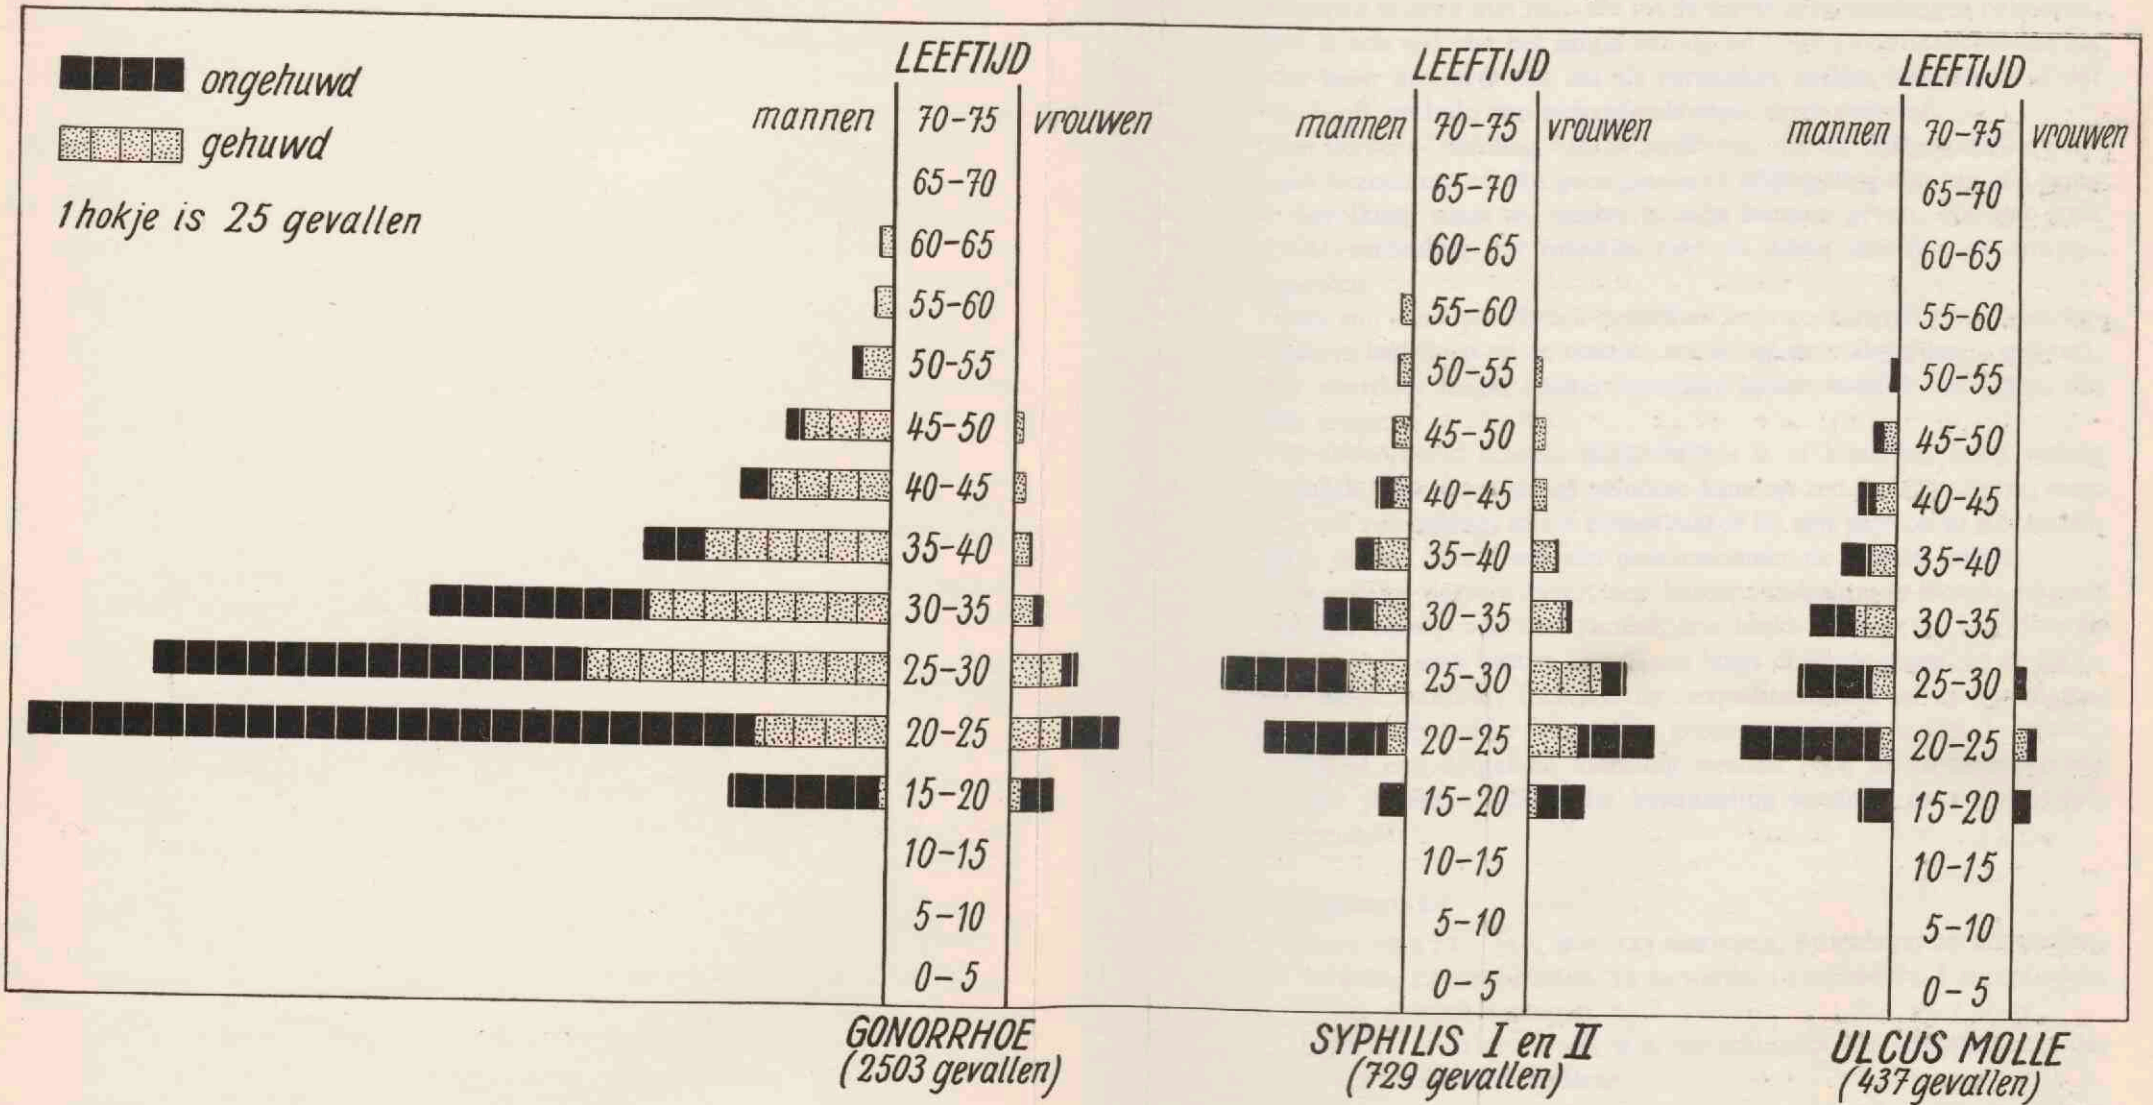 ongehuwd
gehuwd
1 hokje is 25 gevallen
LEEFTIJD
mannen 70-75 vrouwen
65-70
60-65
55-60
50-55
45-50
40-45
35-40
30-35
25-30
20-25
15-20
10-15
5-10
0-5
GONORRHOE
(2503 gevallen)
LEEFTIJD
mannen 70-75 vrouwen
65-70
60-65
55-60
50-55
45-50
40-45
35-40
30-35
25-30
20-25
15-20
10-15
5-10
0-5
SYPHILIS I en II
(729 gevallen)
LEEFTIJD
mannen 70-75 vrouwen
65-70
60-65
55-60
50-55
45-50
40-45
35-40
30-35
25-30
20-25
15-20
10-15
5-10
0-5
ULCUS MOLLE
(437 gevallen)